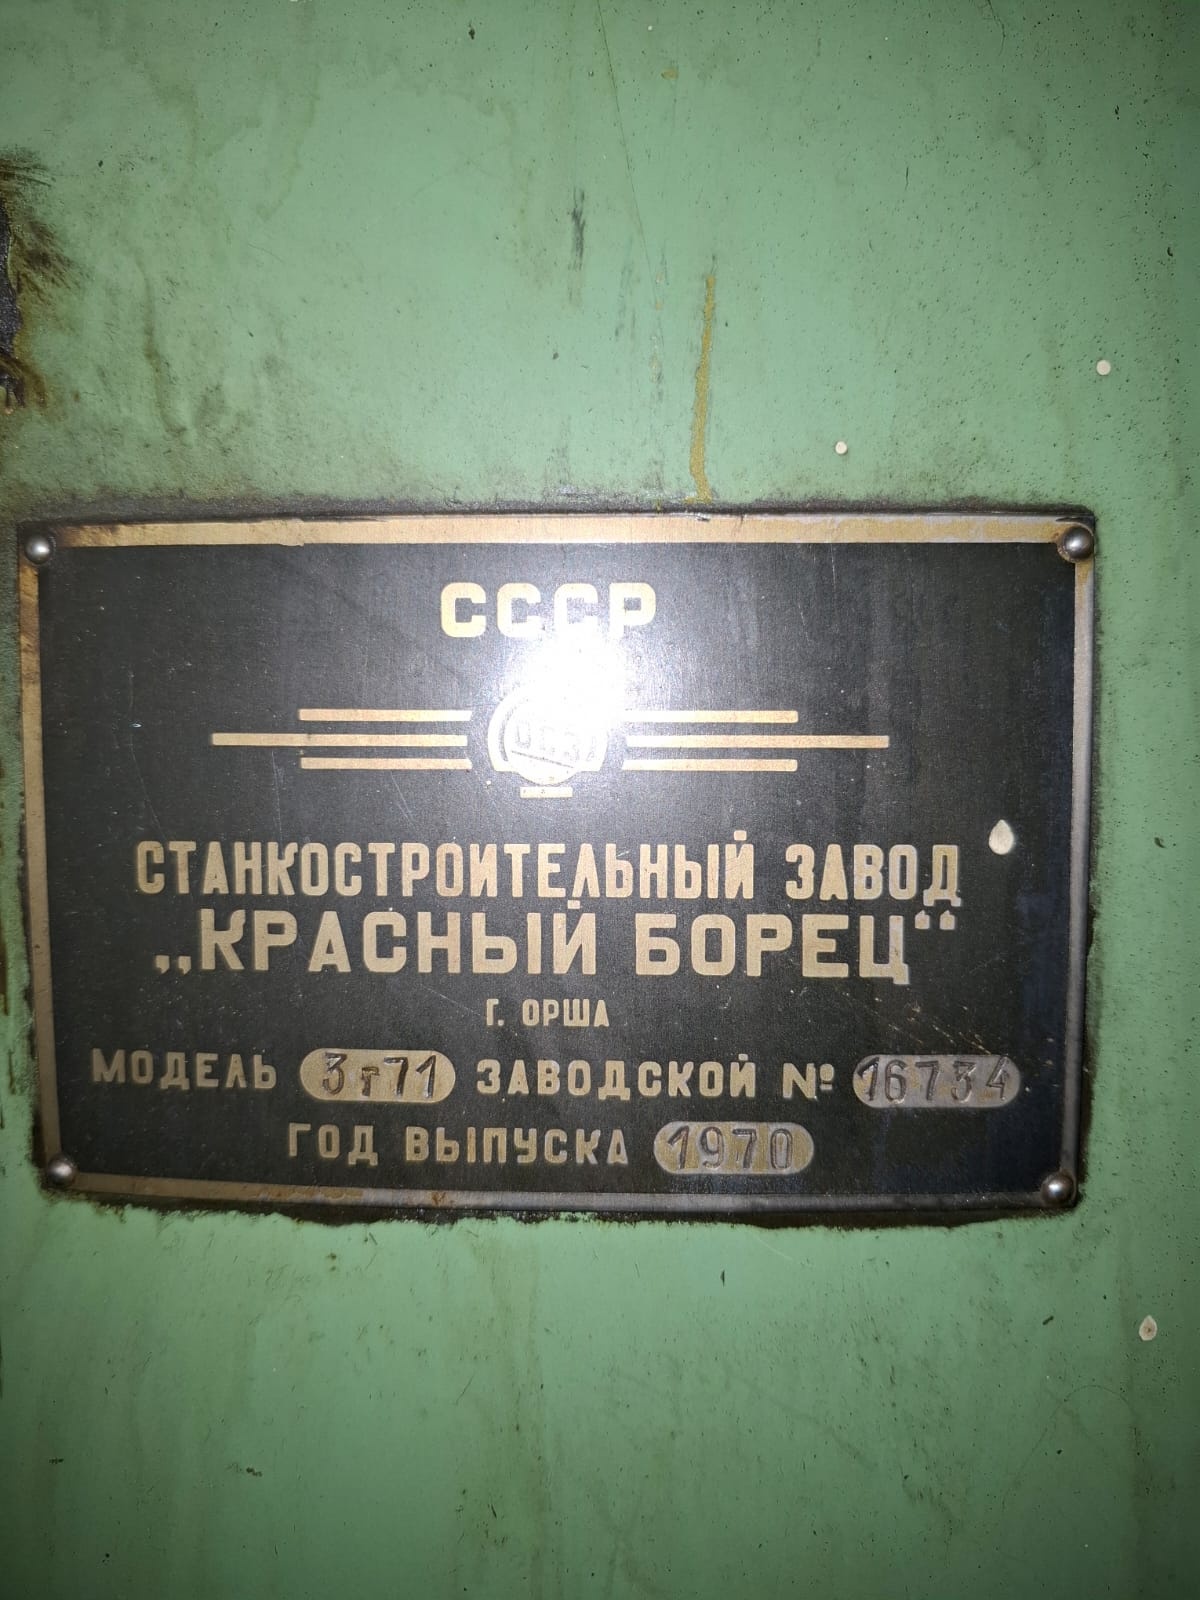 СССР
СТАНКОСТРОИТЕЛЬНЫЙ ЗАВОД
„КРАСНЫЙ БОРЕЦ“
Г. ОРША
МОДЕЛЬ 3г71 ЗАВОДСКОЙ № 16734
ГОД ВЫПУСКА 1970